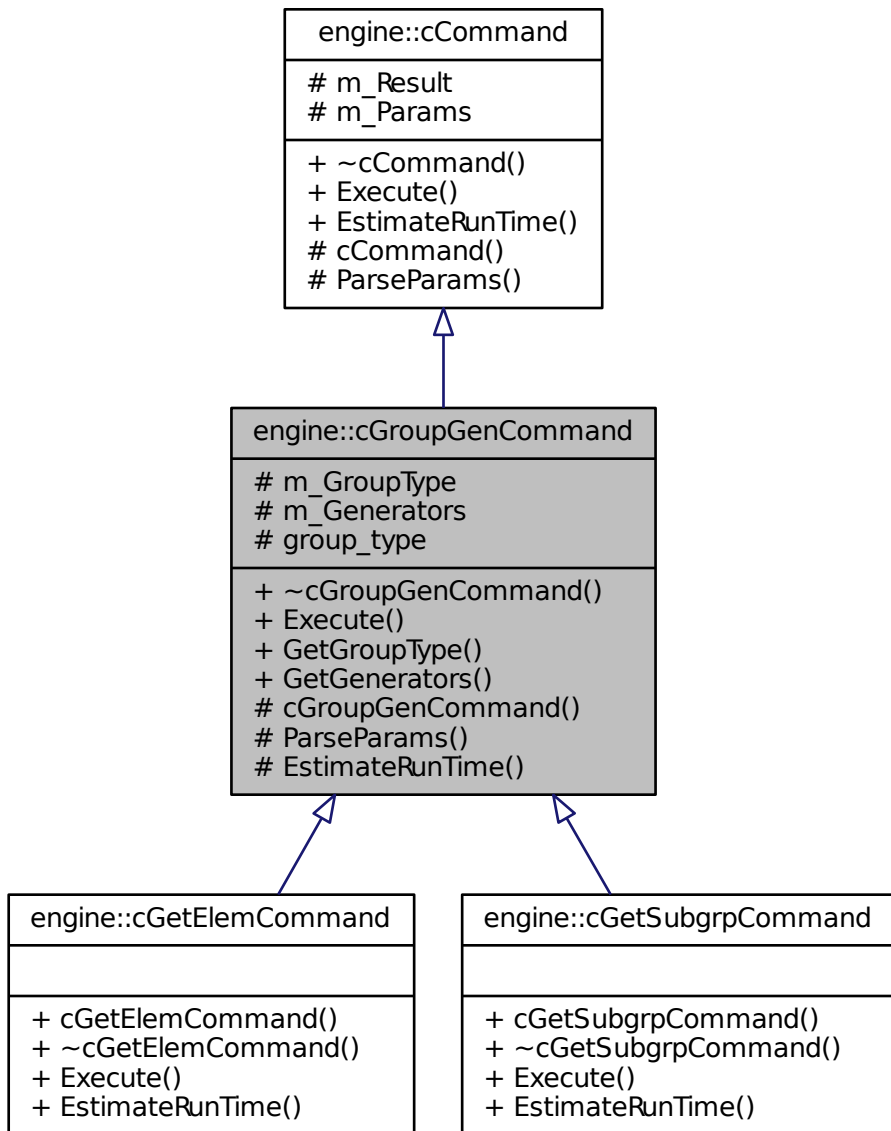 engine::cCommand
# m_Result
# m_Params
+ ~cCommand()
+ Execute()
+ EstimateRunTime()
# cCommand()
# ParseParams()
engine::cGroupGenCommand
# m_GroupType
# m_Generators
# group_type
+ ~cGroupGenCommand()
+ Execute()
+ GetGroupType()
+ GetGenerators()
# cGroupGenCommand()
# ParseParams()
# EstimateRunTime()
engine::cGetElemCommand
+ cGetElemCommand()
+ ~cGetElemCommand()
+ Execute()
+ EstimateRunTime()
engine::cGetSubgrpCommand
+ cGetSubgrpCommand()
+ ~cGetSubgrpCommand()
+ Execute()
+ EstimateRunTime()